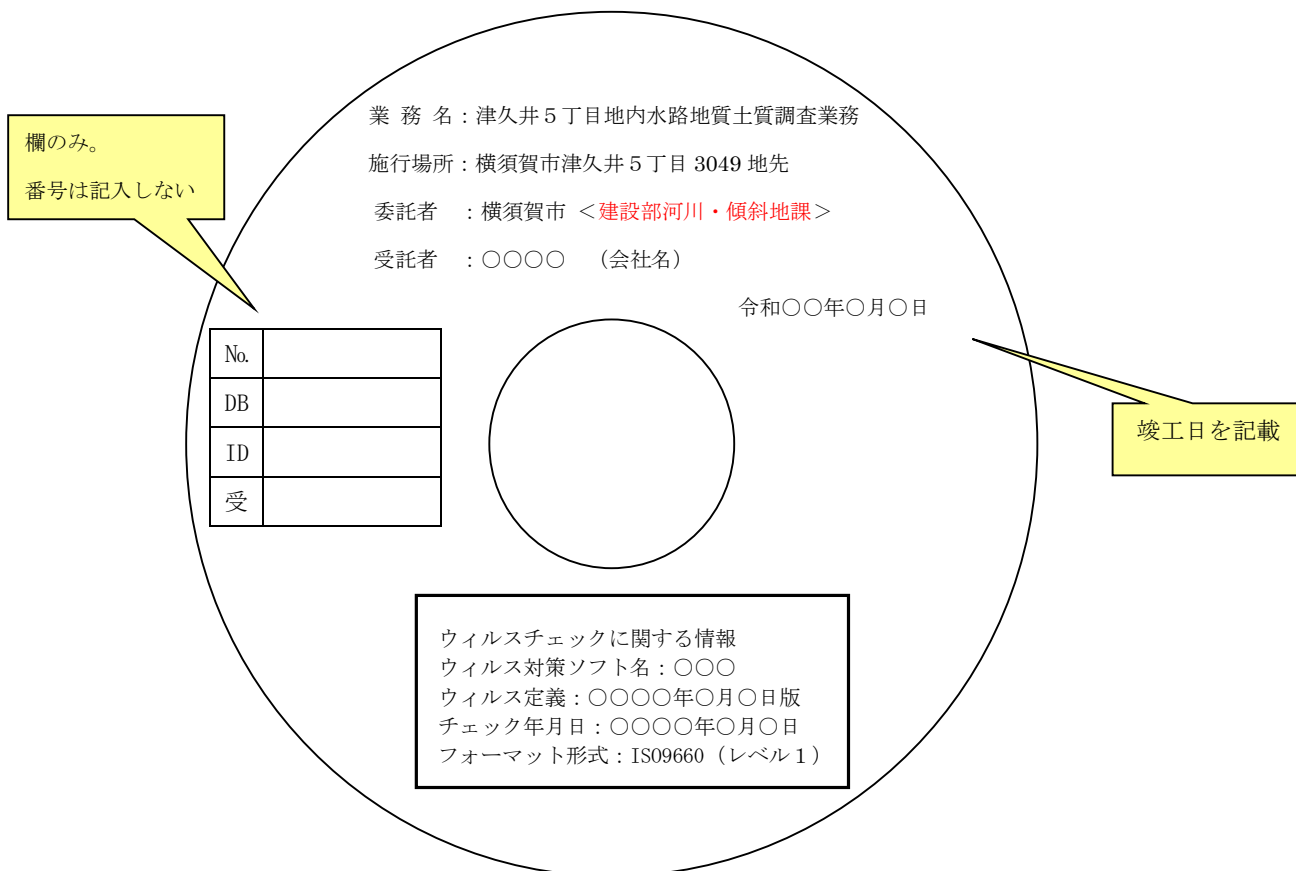 業 務 名：津久井５丁目地内水路地質土質調査業務
施行場所：横須賀市津久井５丁目 3049 地先
委託者　：横須賀市 ＜建設部河川・傾斜地課＞
受託者　：○○○○　（会社名）
令和○○年○月○日
欄のみ。
番号は記入しない
No.
DB
ID
受
竣工日を記載
ウィルスチェックに関する情報
ウィルス対策ソフト名：○○○
ウィルス定義：○○○○年○月○日版
チェック年月日：○○○○年○月○日
フォーマット形式：ISO9660（レベル１）